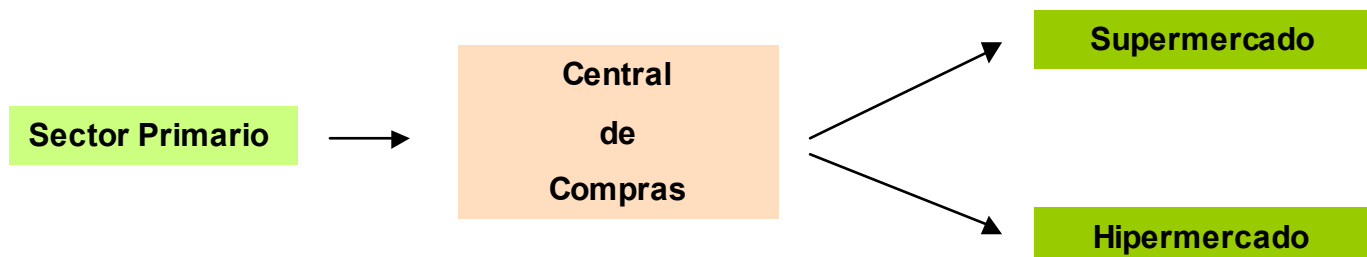 Sector Primario
Central
de
Compras
Supermercado
Hipermercado